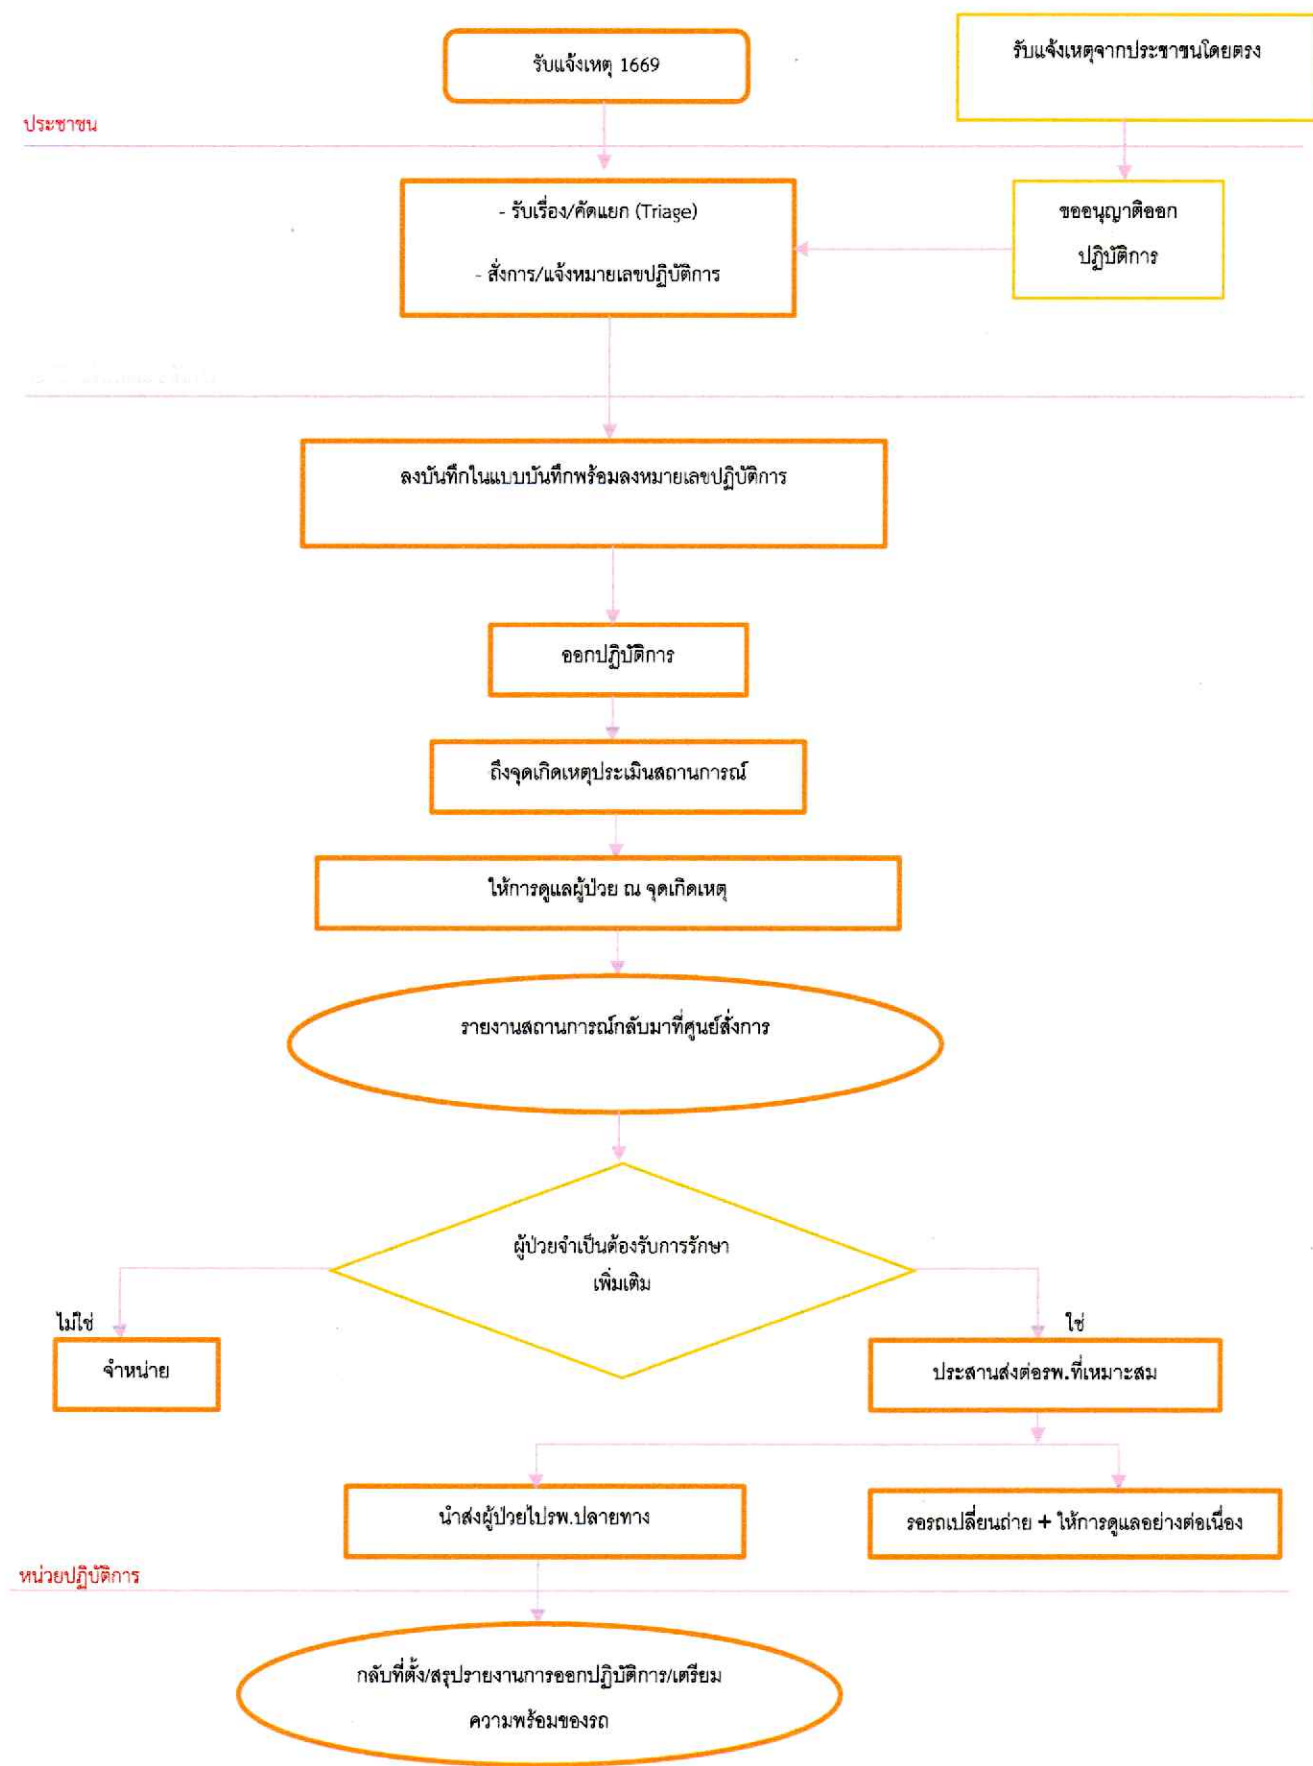 รับแจ้งเหตุ 1669
รับแจ้งเหตุจากประชาชนโดยตรง
ประชาชน
- รับเรื่อง/คัดแยก (Triage)
- สั่งการ/แจ้งหมายเลขปฏิบัติการ
ขออนุญาติออก
ปฏิบัติการ
ลงบันทึกในแบบบันทึกพร้อมลงหมายเลขปฏิบัติการ
ออกปฏิบัติการ
ถึงจุดเกิดเหตุประเมินสถานการณ์
ให้การดูแลผู้ป่วย ณ จุดเกิดเหตุ
รายงานสถานการณ์กลับมาที่ศูนย์สั่งการ
ผู้ป่วยจำเป็นต้องรับการรักษา
เพิ่มเติม
ไม่ใช่
ใช่
จำหน่าย
ประสานส่งต่อรพ.ที่เหมาะสม
นำส่งผู้ป่วยไปรพ.ปลายทาง
รอรถเปลี่ยนถ่าย + ให้การดูแลอย่างต่อเนื่อง
หน่วยปฏิบัติการ
กลับที่ตั้ง/สรุปรายงานการออกปฏิบัติการ/เตรียม
ความพร้อมของรถ